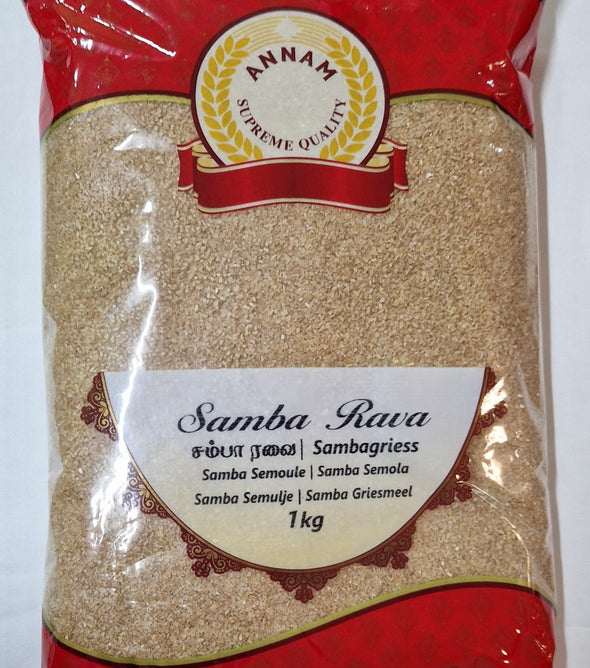 ANNAM
SUPREME QUALITY
Samba Rava
சம்பா ரவை | Sambagriess
Samba Semoule | Samba Semola
Samba Semulje | Samba Griesmeel
1kg